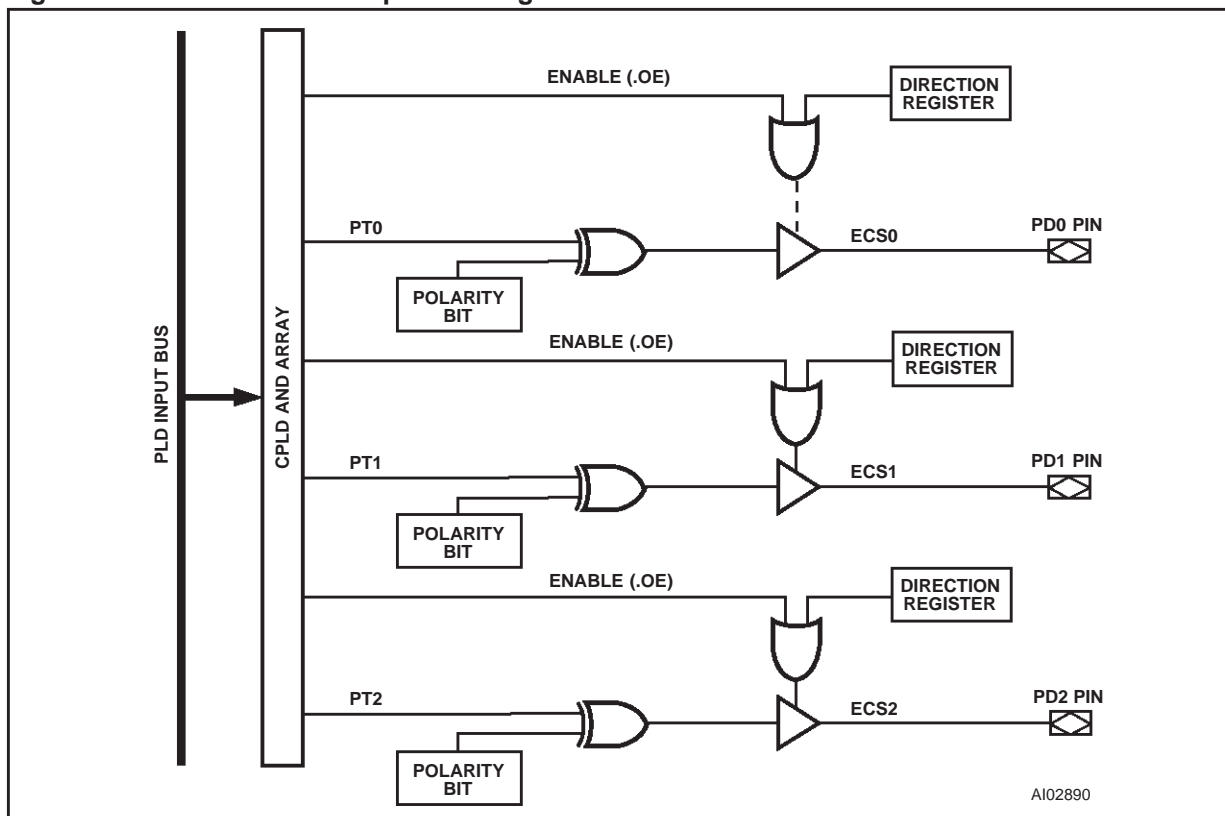 ENABLE (.OE)
DIRECTION
REGISTER
PT0
ECS0
PD0 PIN
POLARITY
BIT
ENABLE (.OE)
DIRECTION
REGISTER
PLD INPUT BUS
CPLD AND ARRAY
PT1
ECS1
PD1 PIN
POLARITY
BIT
ENABLE (.OE)
DIRECTION
REGISTER
PT2
ECS2
PD2 PIN
POLARITY
BIT
AI02890